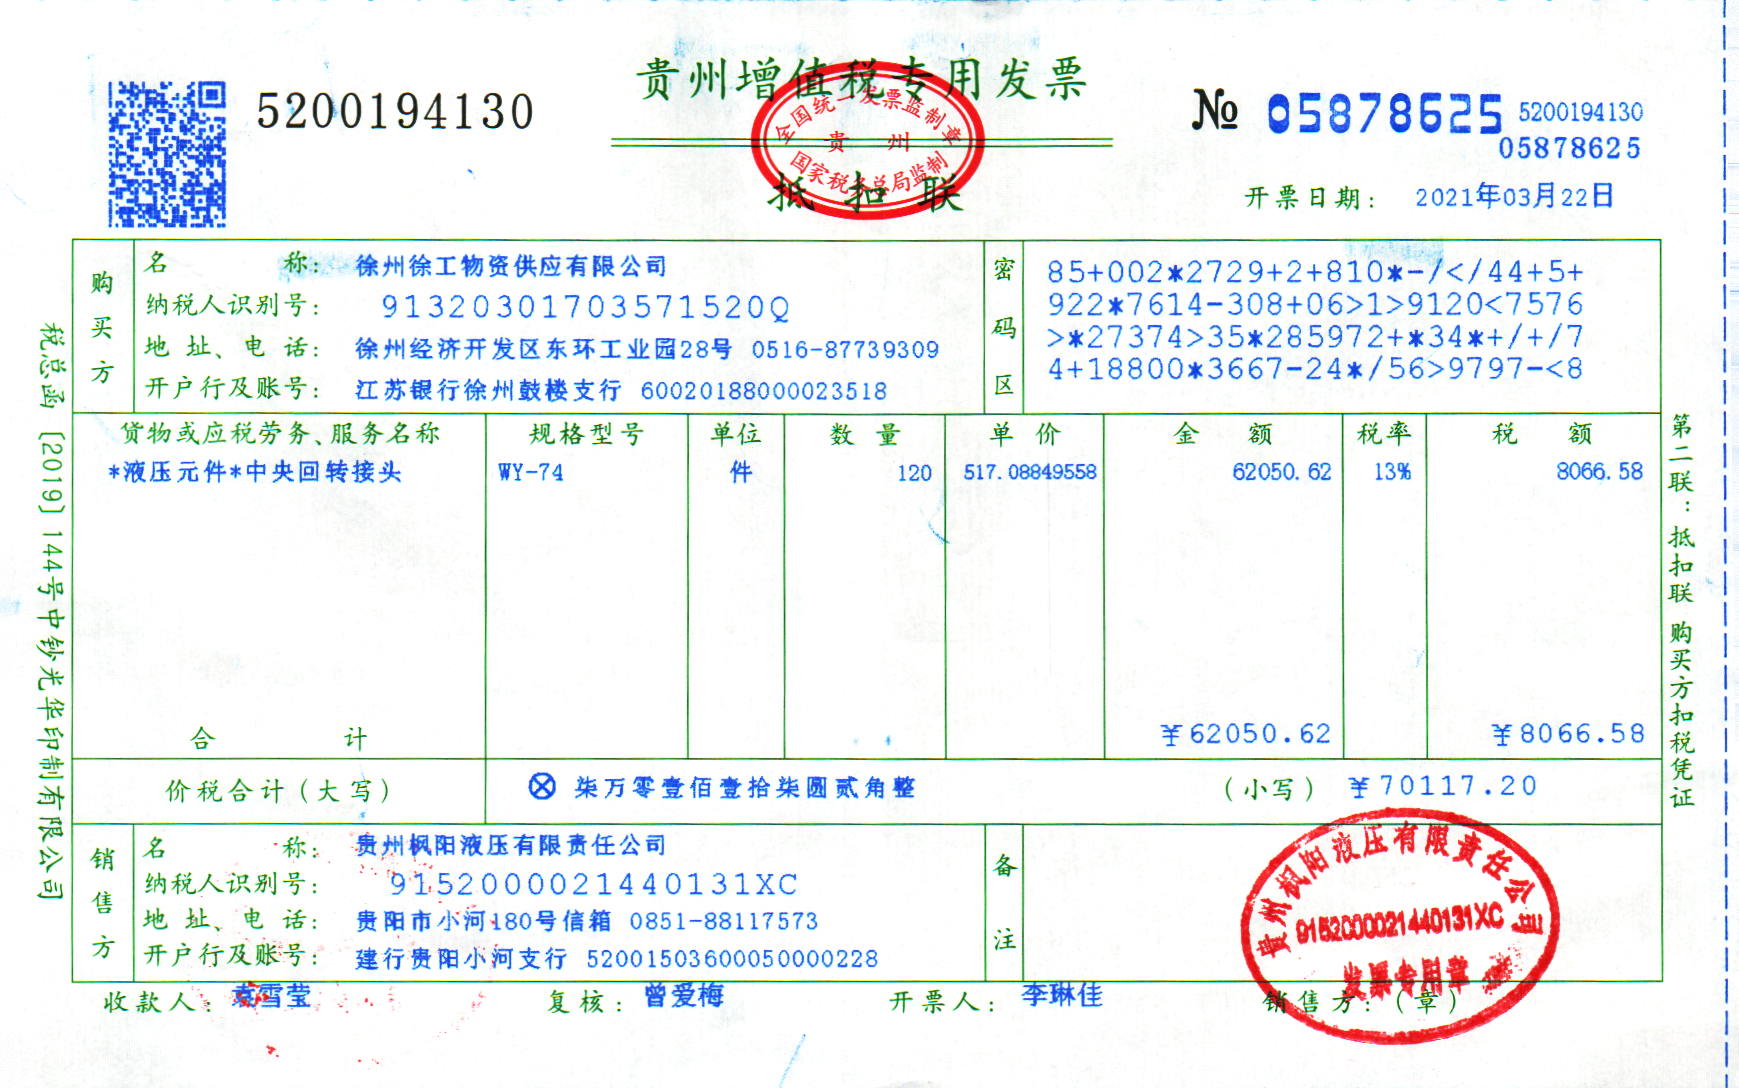 贵州增值税专用发票
5200194130
№ 05878625 5200194130
05878625
全国统一发票监制章
贵 州
国家税务总局监制
抵扣联
开票日期： 2021年03月22日
购买方
名 称： 徐州徐工物资供应有限公司
纳税人识别号： 91320301703571520Q
地 址、电 话： 徐州经济开发区东环工业园28号 0516-87739309
开户行及账号： 江苏银行徐州鼓楼支行 60020188000023518
密码区
85+002*2729+2+810*-/</44+5+
922*7614-308+06>1>9120<7576
>*27374>35*285972+*34*+/+/7
4+18800*3667-24*/56>9797-<8
货物或应税劳务、服务名称 规格型号 单位 数 量 单 价 金 额 税率 税 额
*液压元件*中央回转接头 WY-74 件 120 517.08849558 62050.62 13% 8066.58
合 计 ¥62050.62 ¥8066.58
价税合计（大写） ⊗ 柒万零壹佰壹拾柒圆贰角整 （小写） ¥70117.20
销售方
名 称： 贵州枫阳液压有限责任公司
纳税人识别号： 9152000021440131XC
地 址、电 话： 贵阳市小河180号信箱 0851-88117573
开户行及账号： 建行贵阳小河支行 52001503600050000228
备注
贵州枫阳液压有限责任公司
9152000021440131XC
发票专用章
收款人： 袁雪莹 复核： 曾爱梅 开票人： 李琳佳 销售方：（章）
税总函［2019］144号中钞光华印制有限公司
第二联：抵扣联 购买方扣税凭证